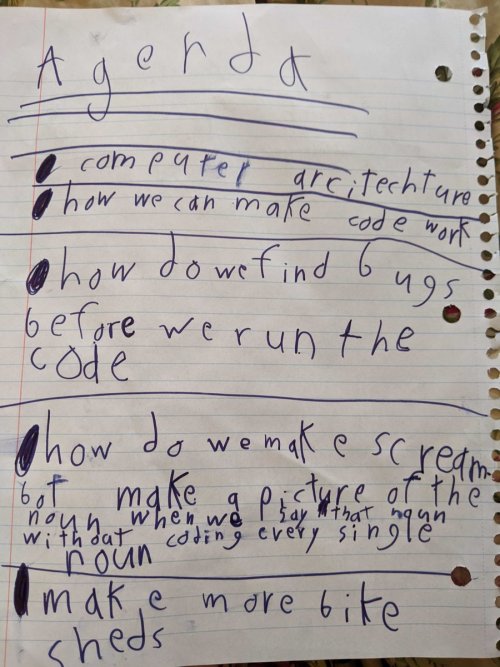 Agenda
computer architechture
how we can make code work
how do we find bugs
before we run the
code
how do we make scream
bot make a picture of the
noun when we say that noun
withoat coding every single
noun
make more bike
sheds